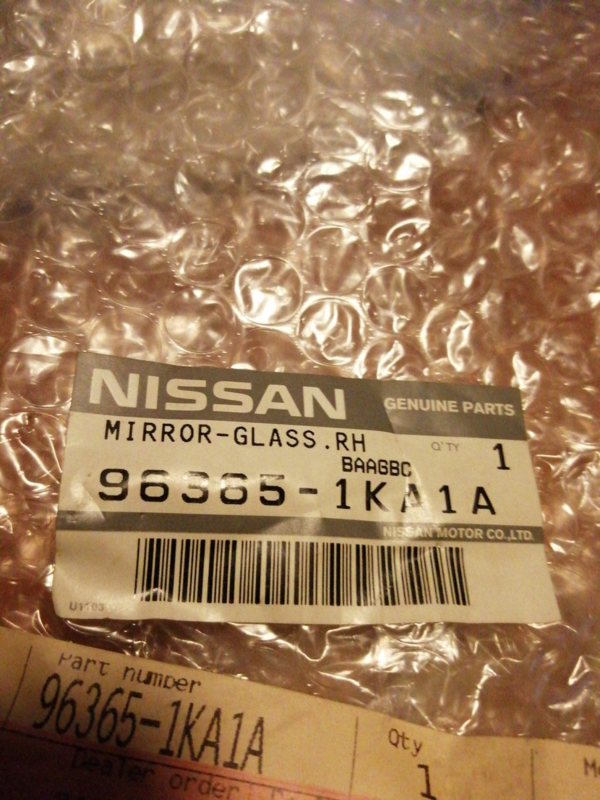 NISSAN GENUINE PARTS
MIRROR-GLASS.RH Q'TY 1
BAAGBC
96365-1KA1A
NISSAN MOTOR CO.,LTD.
U1103
Part number
96365-1KA1A
Qty
1
Dealer order